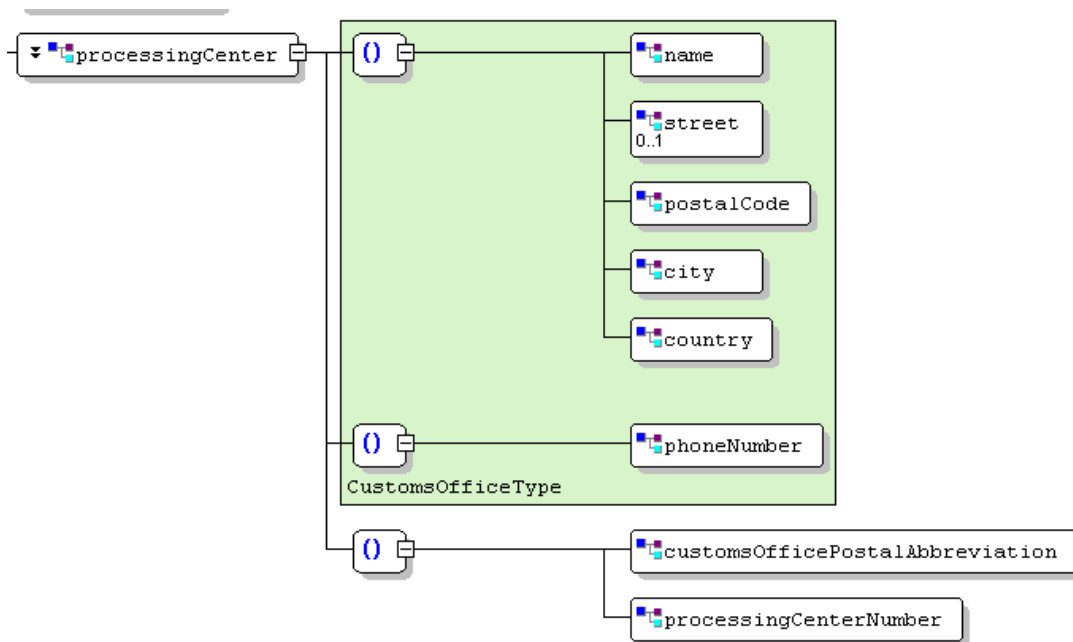 processingCenter
()
name
street
0..1
postalCode
city
country
()
phoneNumber
CustomsOfficeType
()
customsOfficePostalAbbreviation
processingCenterNumber